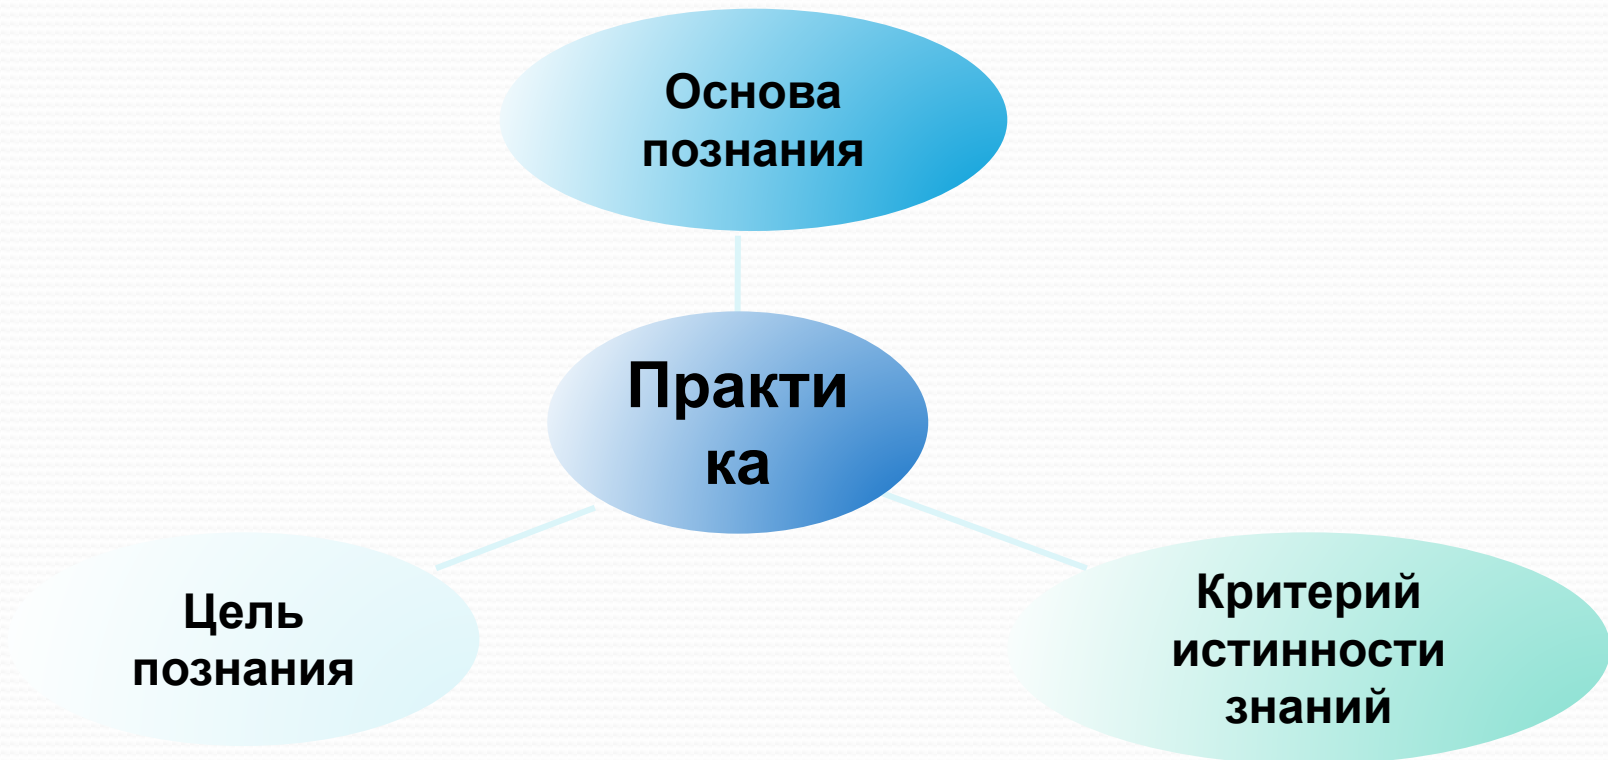 Основа
познания
Практи
ка
Цель
познания
Критерий
истинности
знаний